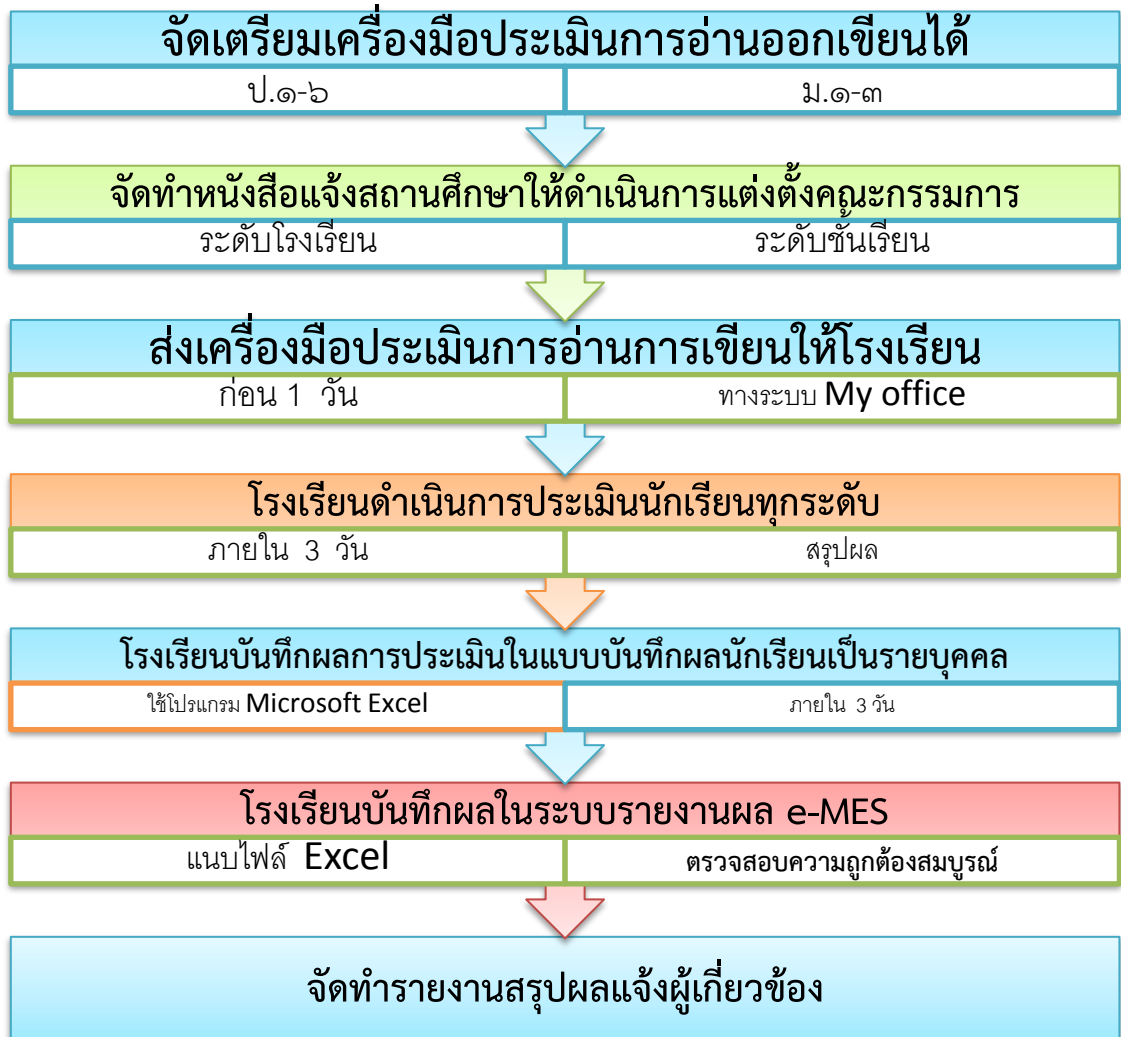 จัดเตรียมเครื่องมือประเมินการอ่านออกเขียนได้
ป.๑-๖
ม.๑-๓
จัดทำหนังสือแจ้งสถานศึกษาให้ดำเนินการแต่งตั้งคณะกรรมการ
ระดับโรงเรียน
ระดับชั้นเรียน
ส่งเครื่องมือประเมินการอ่านการเขียนให้โรงเรียน
ก่อน 1 วัน
ทางระบบ My office
โรงเรียนดำเนินการประเมินนักเรียนทุกระดับ
ภายใน 3 วัน
สรุปผล
โรงเรียนบันทึกผลการประเมินในแบบบันทึกผลนักเรียนเป็นรายบุคคล
ใช้โปรแกรม Microsoft Excel
ภายใน 3 วัน
โรงเรียนบันทึกผลในระบบรายงานผล e-MES
แนบไฟล์ Excel
ตรวจสอบความถูกต้องสมบูรณ์
จัดทำรายงานสรุปผลแจ้งผู้เกี่ยวข้อง